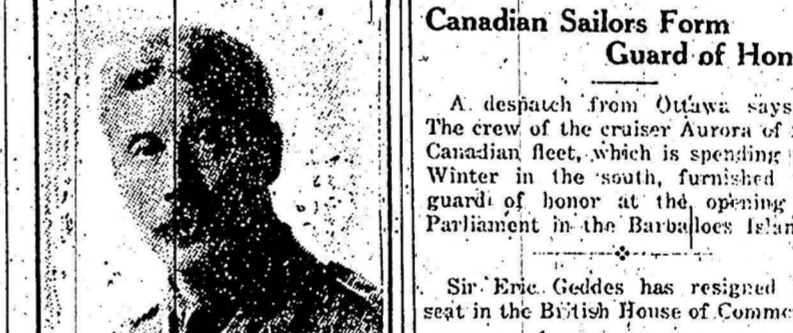 Canadian Sailors Form
Guard of Hon
A despatch from Ottawa says
The crew of the cruiser Aurora of
Canadian fleet, which is spending
Winter in the south, furnished
guard of honor at the opening
Parliament in the Barbadoes Islan
Sir Eric Geddes has resigned
seat in the British House of Comm